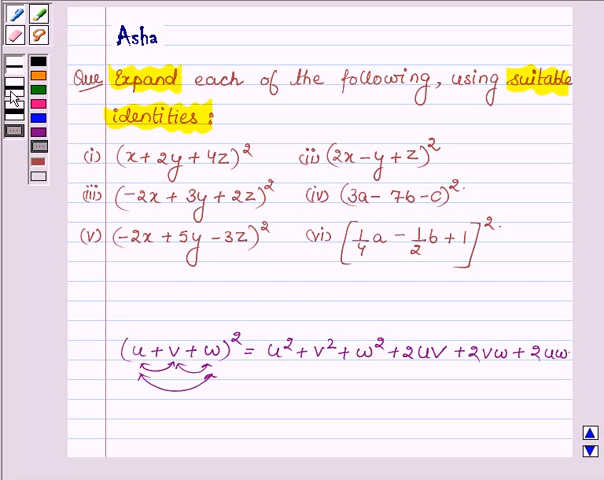 Asha
Que Expand each of the following, using suitable
identities:
(i) (x + 2y + 4z)² (ii) (2x - y + z)²
(iii) (-2x + 3y + 2z)² (iv) (3a - 7b - c)².
(v) (-2x + 5y - 3z)² (vi) [1/4 a - 1/2 b + 1]².
(u + v + w)² = u² + v² + w² + 2uv + 2vw + 2uw.